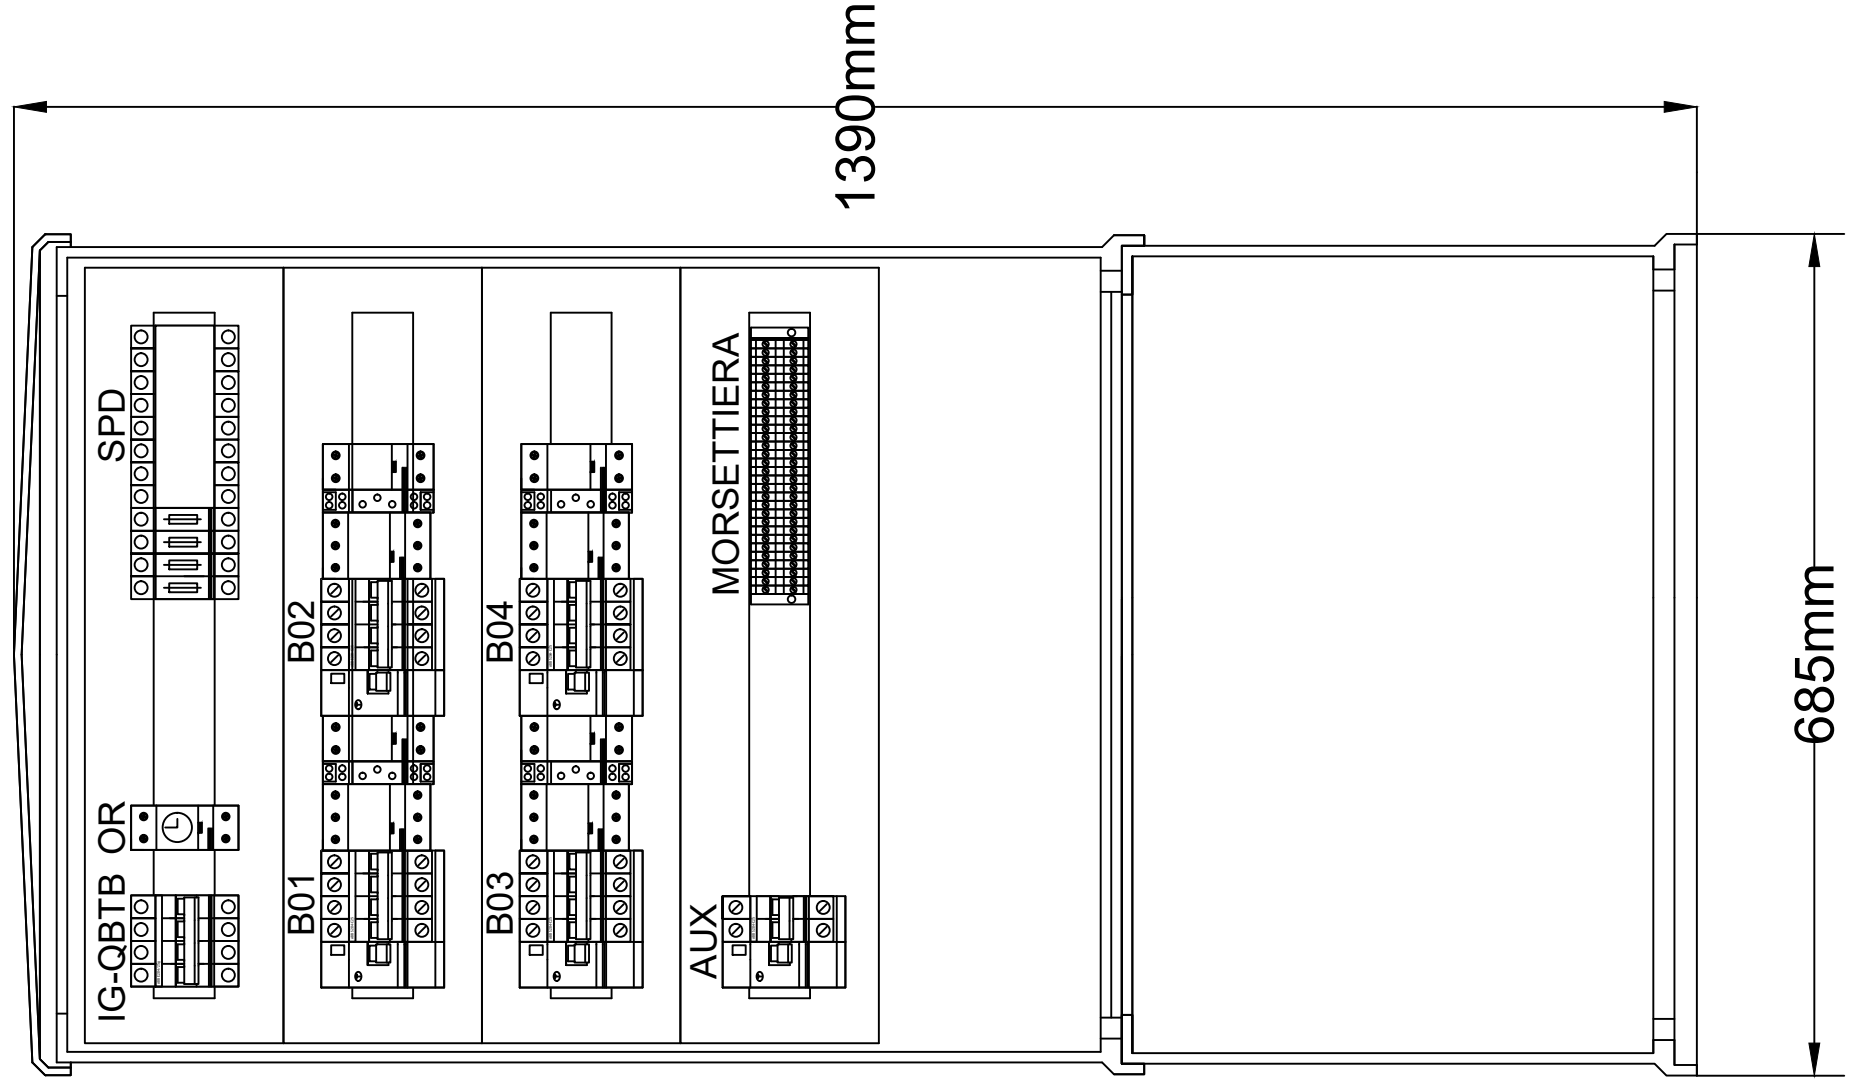 1390mm
SPD
OR
IG-QBTB
B02
B01
B04
B03
MORSETTIERA
AUX
685mm